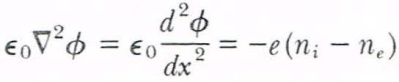 ϵ₀∇²ϕ = ϵ₀ d²ϕ/dx² = −e(nᵢ − nₑ)